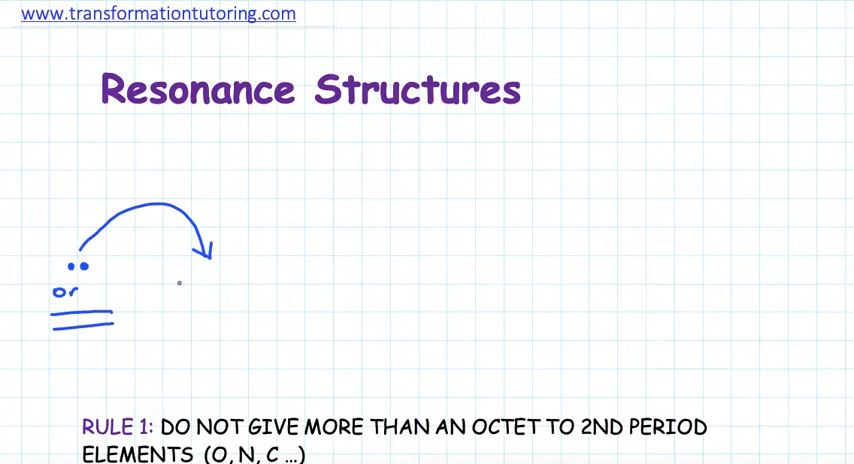 www.transformationtutoring.com
Resonance Structures
or
RULE 1: DO NOT GIVE MORE THAN AN OCTET TO 2ND PERIOD
ELEMENTS (O, N, C ...)